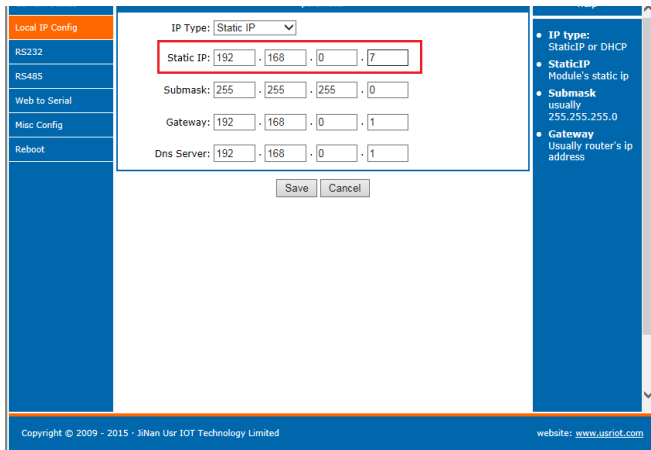 Local IP Config
RS232
RS485
Web to Serial
Misc Config
Reboot
IP Type: Static IP
Static IP: 192 . 168 . 0 . 7
Submask: 255 . 255 . 255 . 0
Gateway: 192 . 168 . 0 . 1
Dns Server: 192 . 168 . 0 . 1
Save Cancel
IP type:
StaticIP or DHCP
StaticIP
Module's static ip
Submask
usually
255.255.255.0
Gateway
Usually router's ip
address
Copyright © 2009 - 2015 · JiNan Usr IOT Technology Limited
website: www.usriot.com